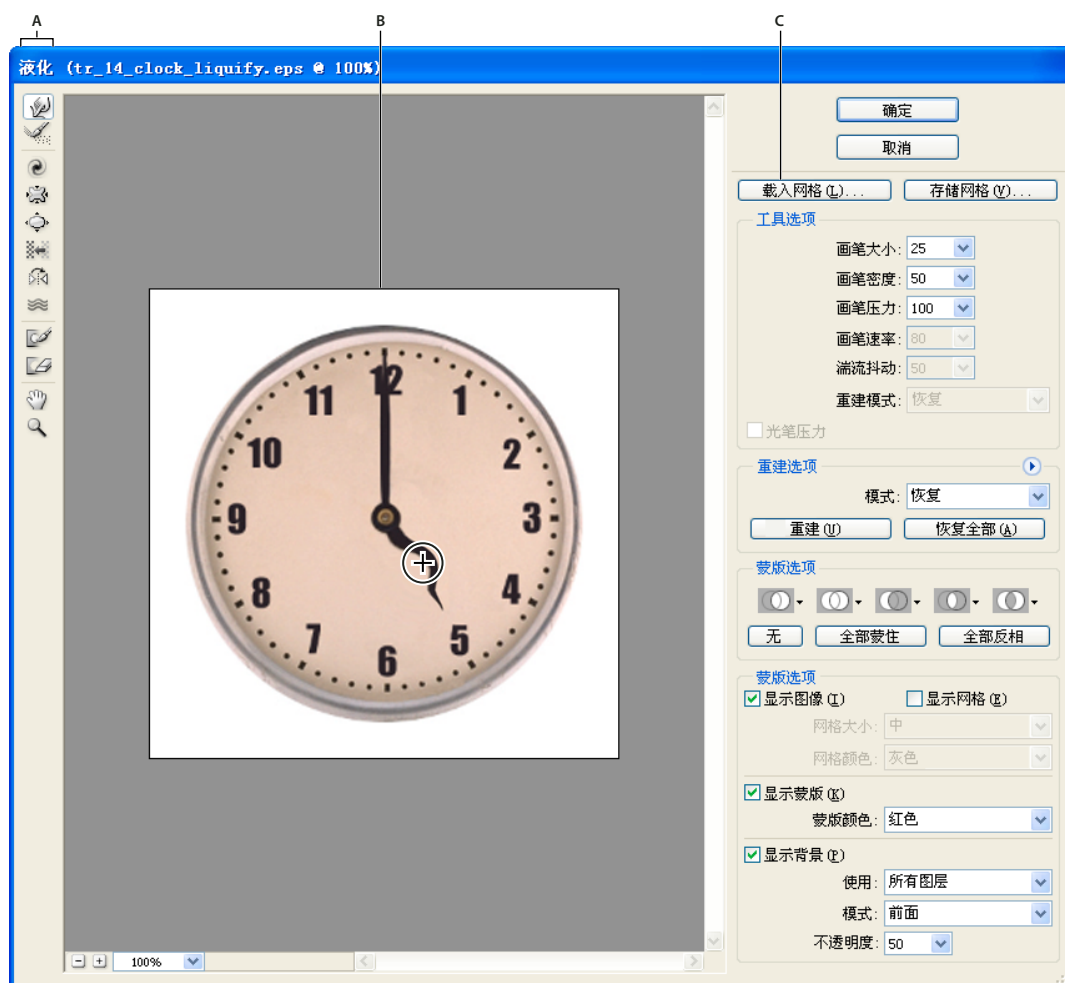 A
B
C
液化 (tr_14_clock_liquify.eps @ 100%)
确定
取消
载入网格(L)...
存储网格(V)...
工具选项
画笔大小: 25
画笔密度: 50
画笔压力: 100
画笔速率: 80
湍流抖动: 50
重建模式: 恢复
光笔压力
重建选项
模式: 恢复
重建(U)
恢复全部(A)
蒙版选项
无
全部蒙住
全部反相
蒙版选项
显示图像(I)
显示网格(E)
网格大小: 中
网格颜色: 灰色
显示蒙版(K)
蒙版颜色: 红色
显示背景(P)
使用: 所有图层
模式: 前面
不透明度: 50
12
11
1
10
2
9
3
8
4
7
5
6
100%